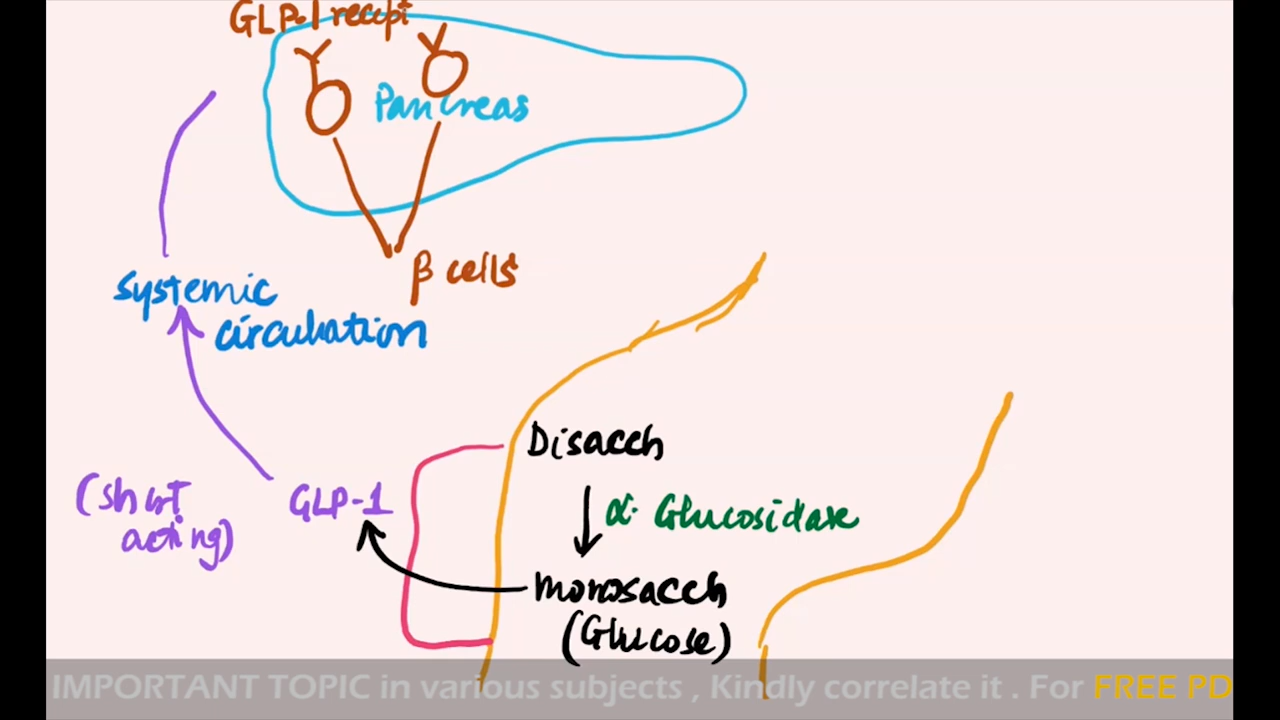 GLP-1 recept
Pancreas
β cells
systemic
circulation
Disacch
α-Glucosidase
(short
acting)
GLP-1
monosacch
(Glucose)
IMPORTANT TOPIC in various subjects , Kindly correlate it . For FREE PD